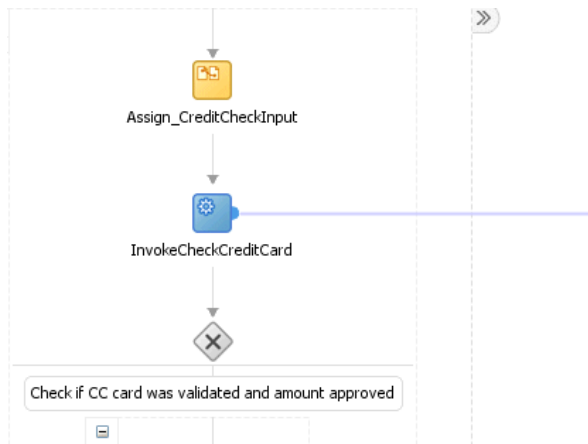 Assign_CreditCheckInput
InvokeCheckCreditCard
Check if CC card was validated and amount approved